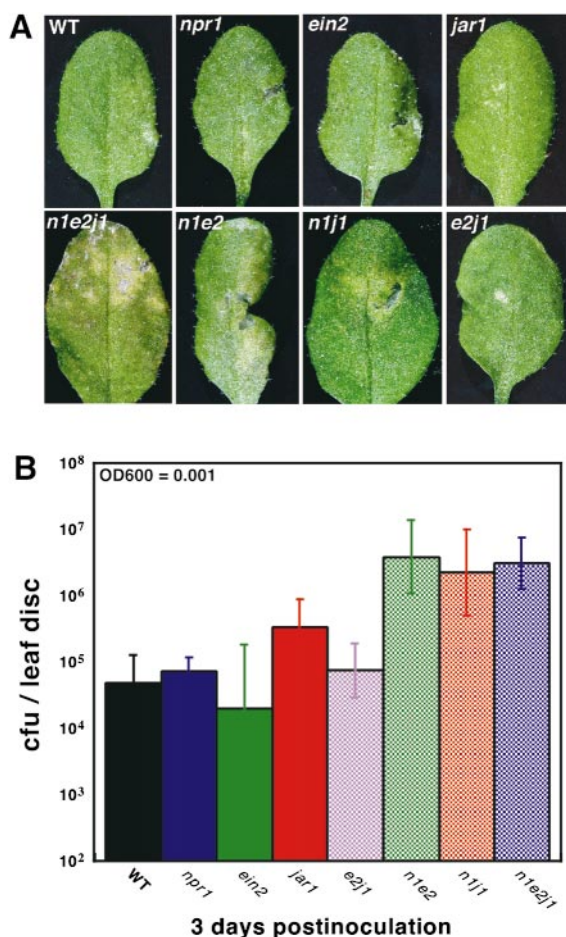 A
WT
npr1
ein2
jar1
n1e2j1
n1e2
n1j1
e2j1
B
OD600 = 0.001
cfu / leaf disc
10⁸
10⁷
10⁶
10⁵
10⁴
10³
10²
WT
npr1
ein2
jar1
e2j1
n1e2
n1j1
n1e2j1
3 days postinoculation